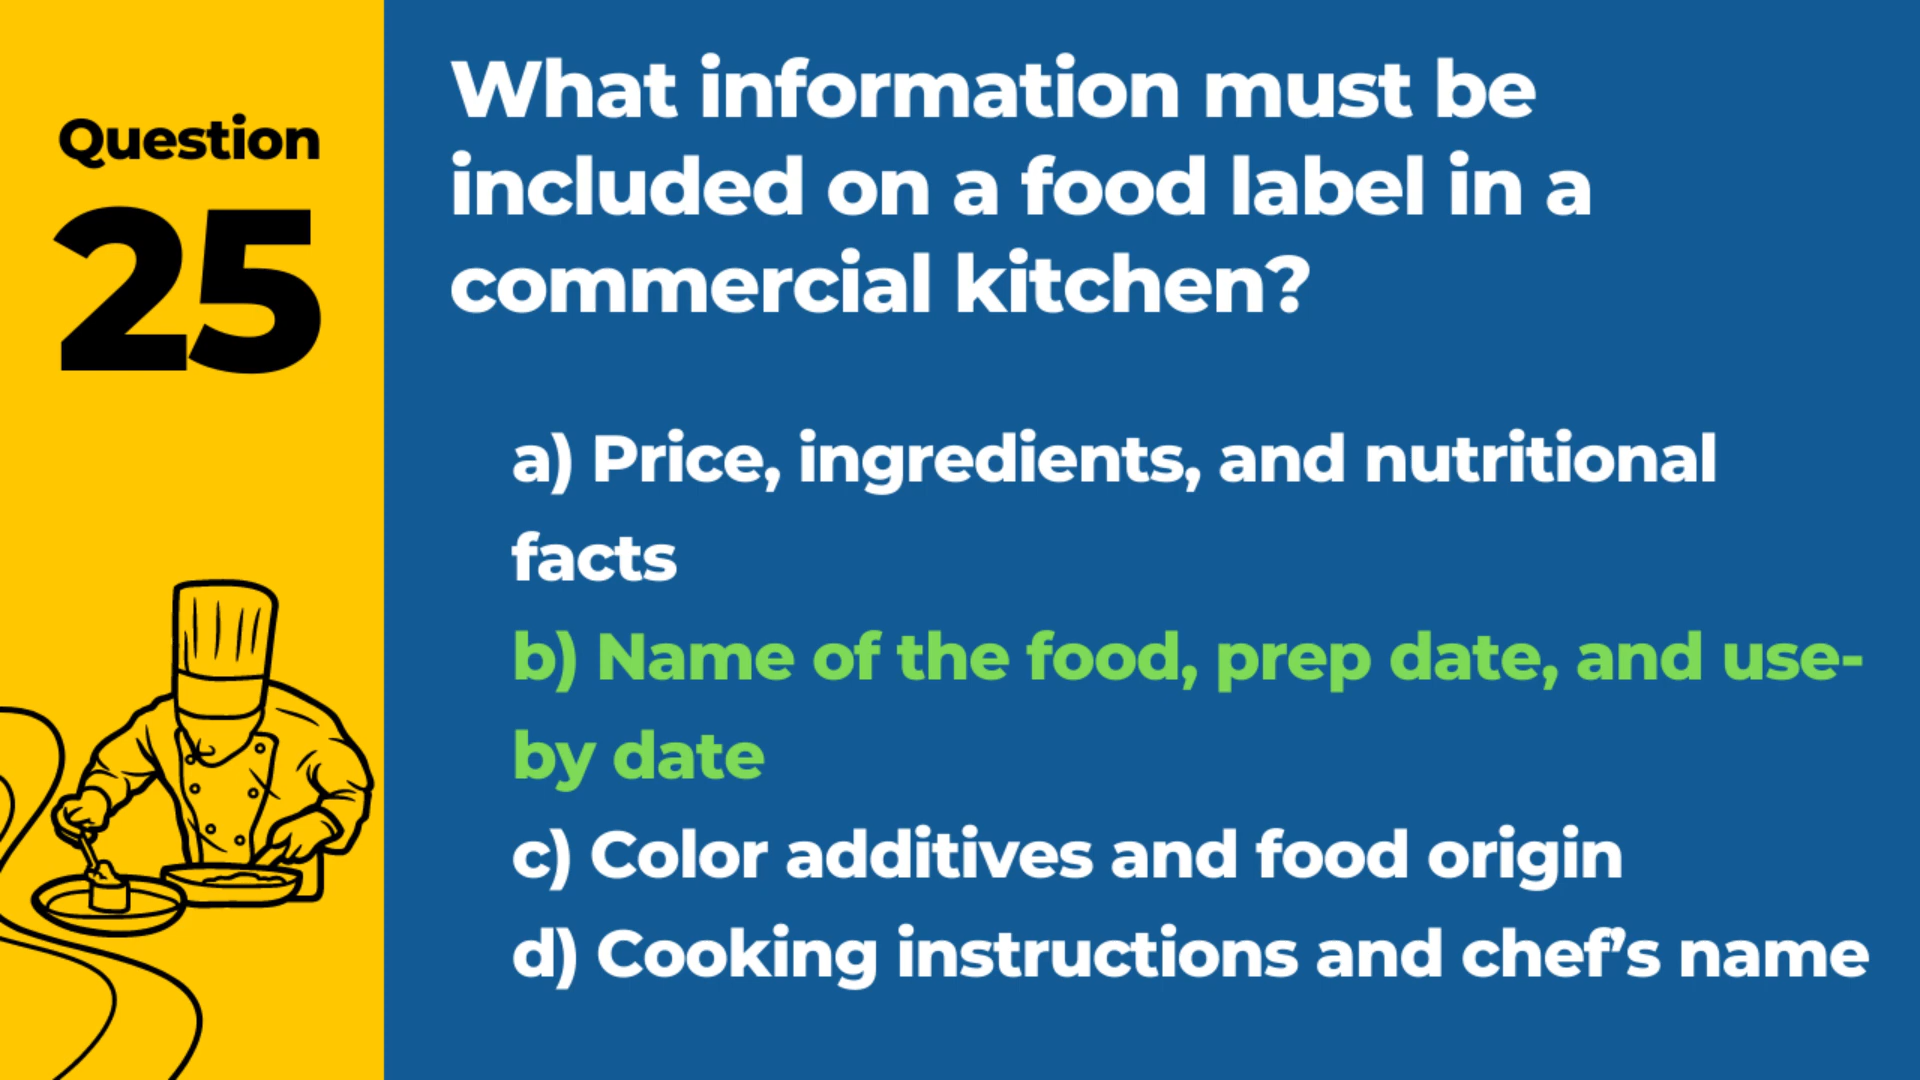 Question
25
What information must be
included on a food label in a
commercial kitchen?
a) Price, ingredients, and nutritional
facts
b) Name of the food, prep date, and use-
by date
c) Color additives and food origin
d) Cooking instructions and chef’s name